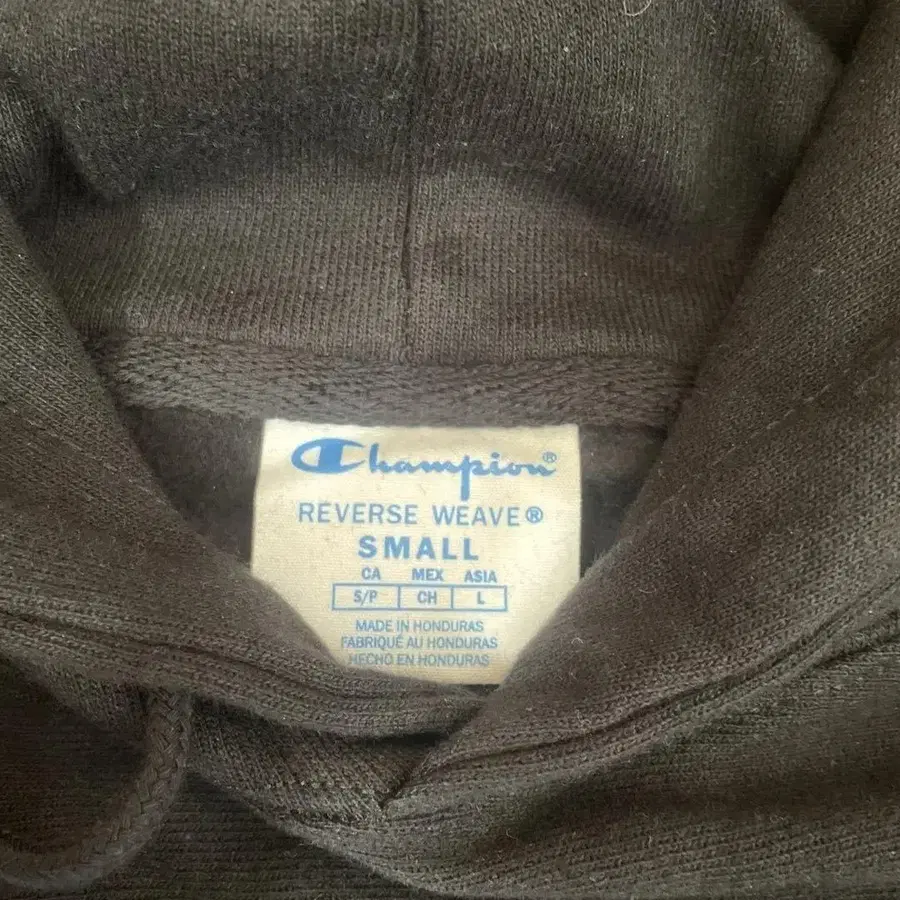 Champion®
REVERSE WEAVE®
SMALL
CA MEX ASIA
S/P CH L
MADE IN HONDURAS
FABRIQUÉ AU HONDURAS
HECHO EN HONDURAS